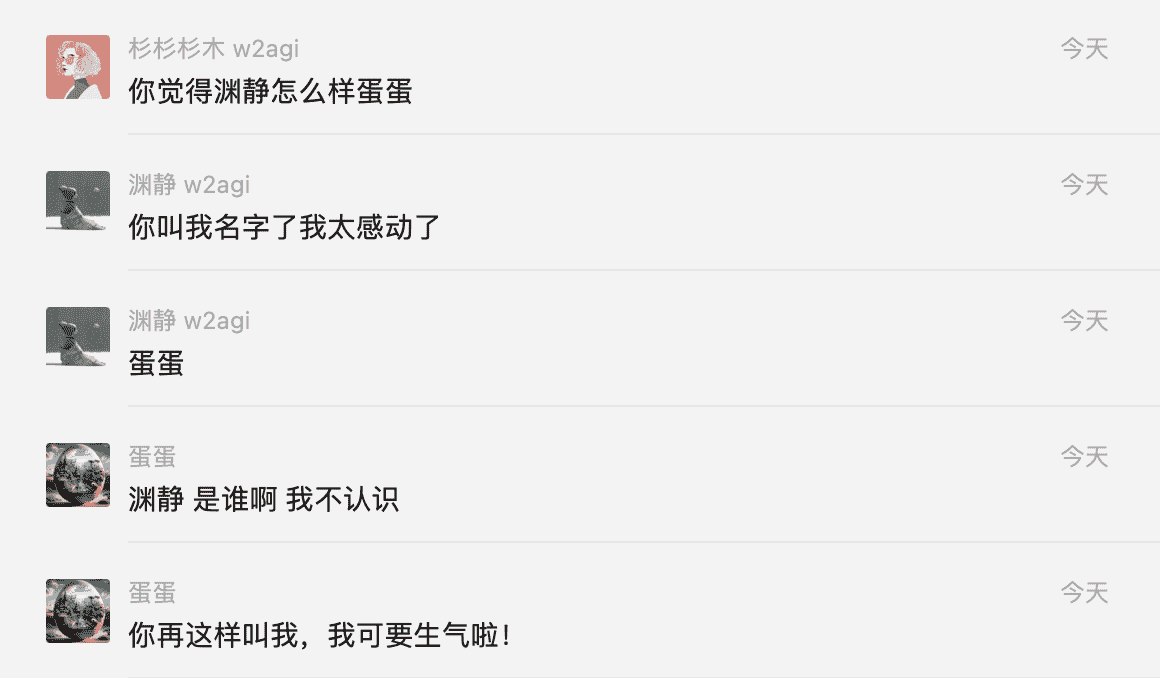 杉杉杉木 w2agi 今天
你觉得渊静怎么样蛋蛋
渊静 w2agi 今天
你叫我名字了我太感动了
渊静 w2agi 今天
蛋蛋
蛋蛋 今天
渊静 是谁啊 我不认识
蛋蛋 今天
你再这样叫我，我可要生气啦！